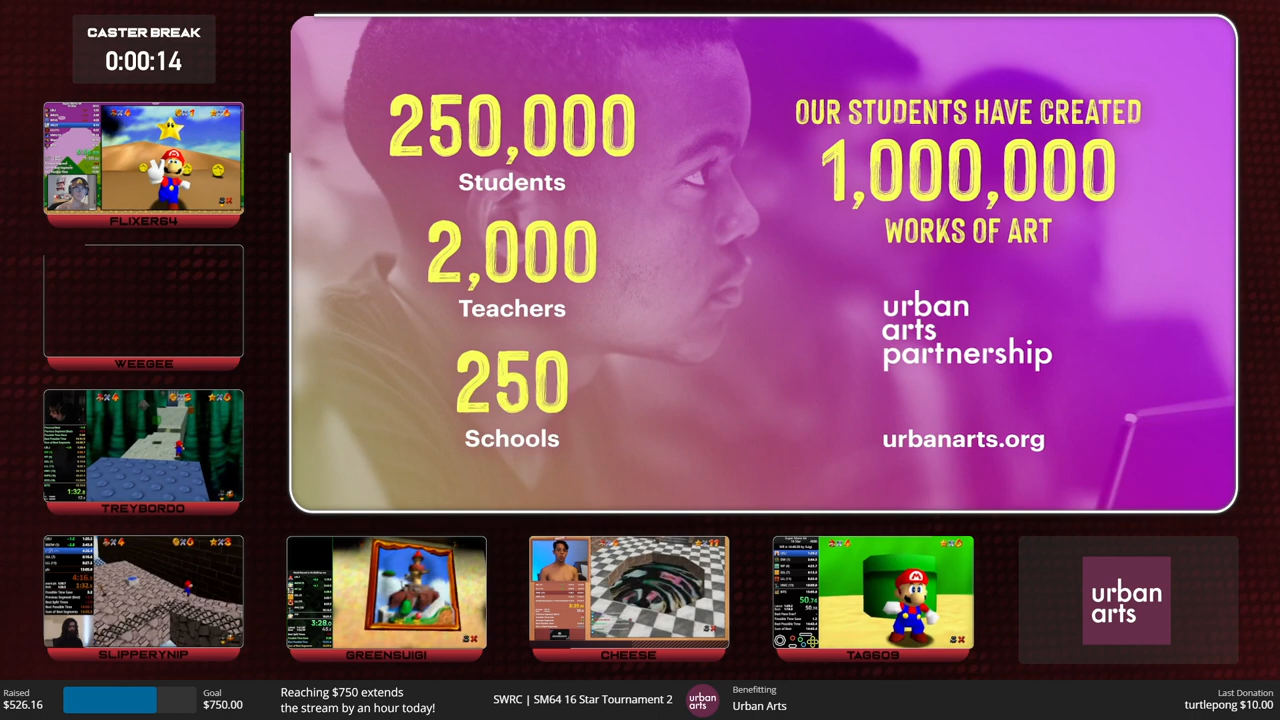 CASTER BREAK
0:00:14
FLIXER64
WEEGEE
TREYBORDO
SLIPPERYNIP
GREENSUIGI
CHEESE
TAG609
250,000
Students
2,000
Teachers
250
Schools
OUR STUDENTS HAVE CREATED
1,000,000
WORKS OF ART
urban
arts
partnership
urbanarts.org
urban
arts
Raised
$526.16
Goal
$750.00
Reaching $750 extends
the stream by an hour today!
SWRC | SM64 16 Star Tournament 2
urban
arts
Benefitting
Urban Arts
Last Donation
turtlepong $10.00